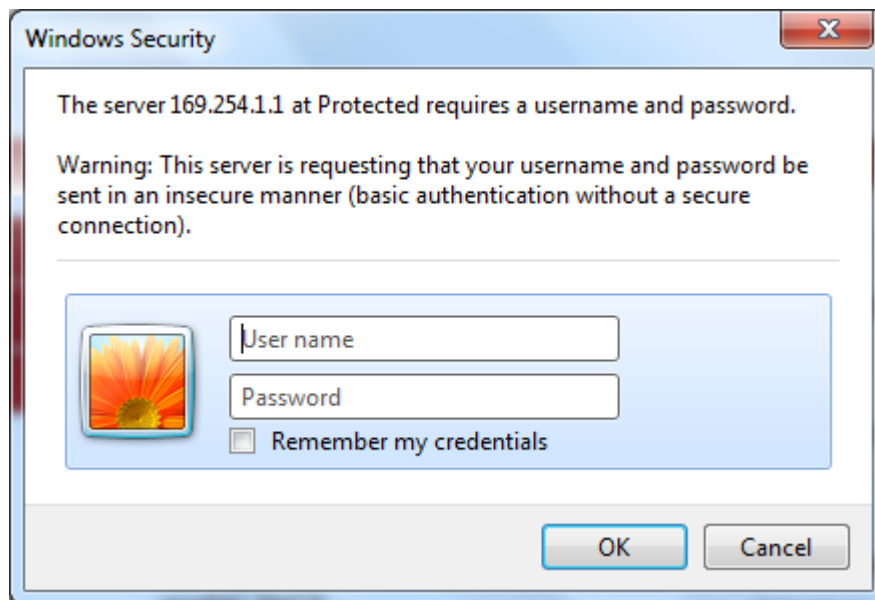 Windows Security
The server 169.254.1.1 at Protected requires a username and password.
Warning: This server is requesting that your username and password be
sent in an insecure manner (basic authentication without a secure
connection).
User name
Password
Remember my credentials
OK
Cancel